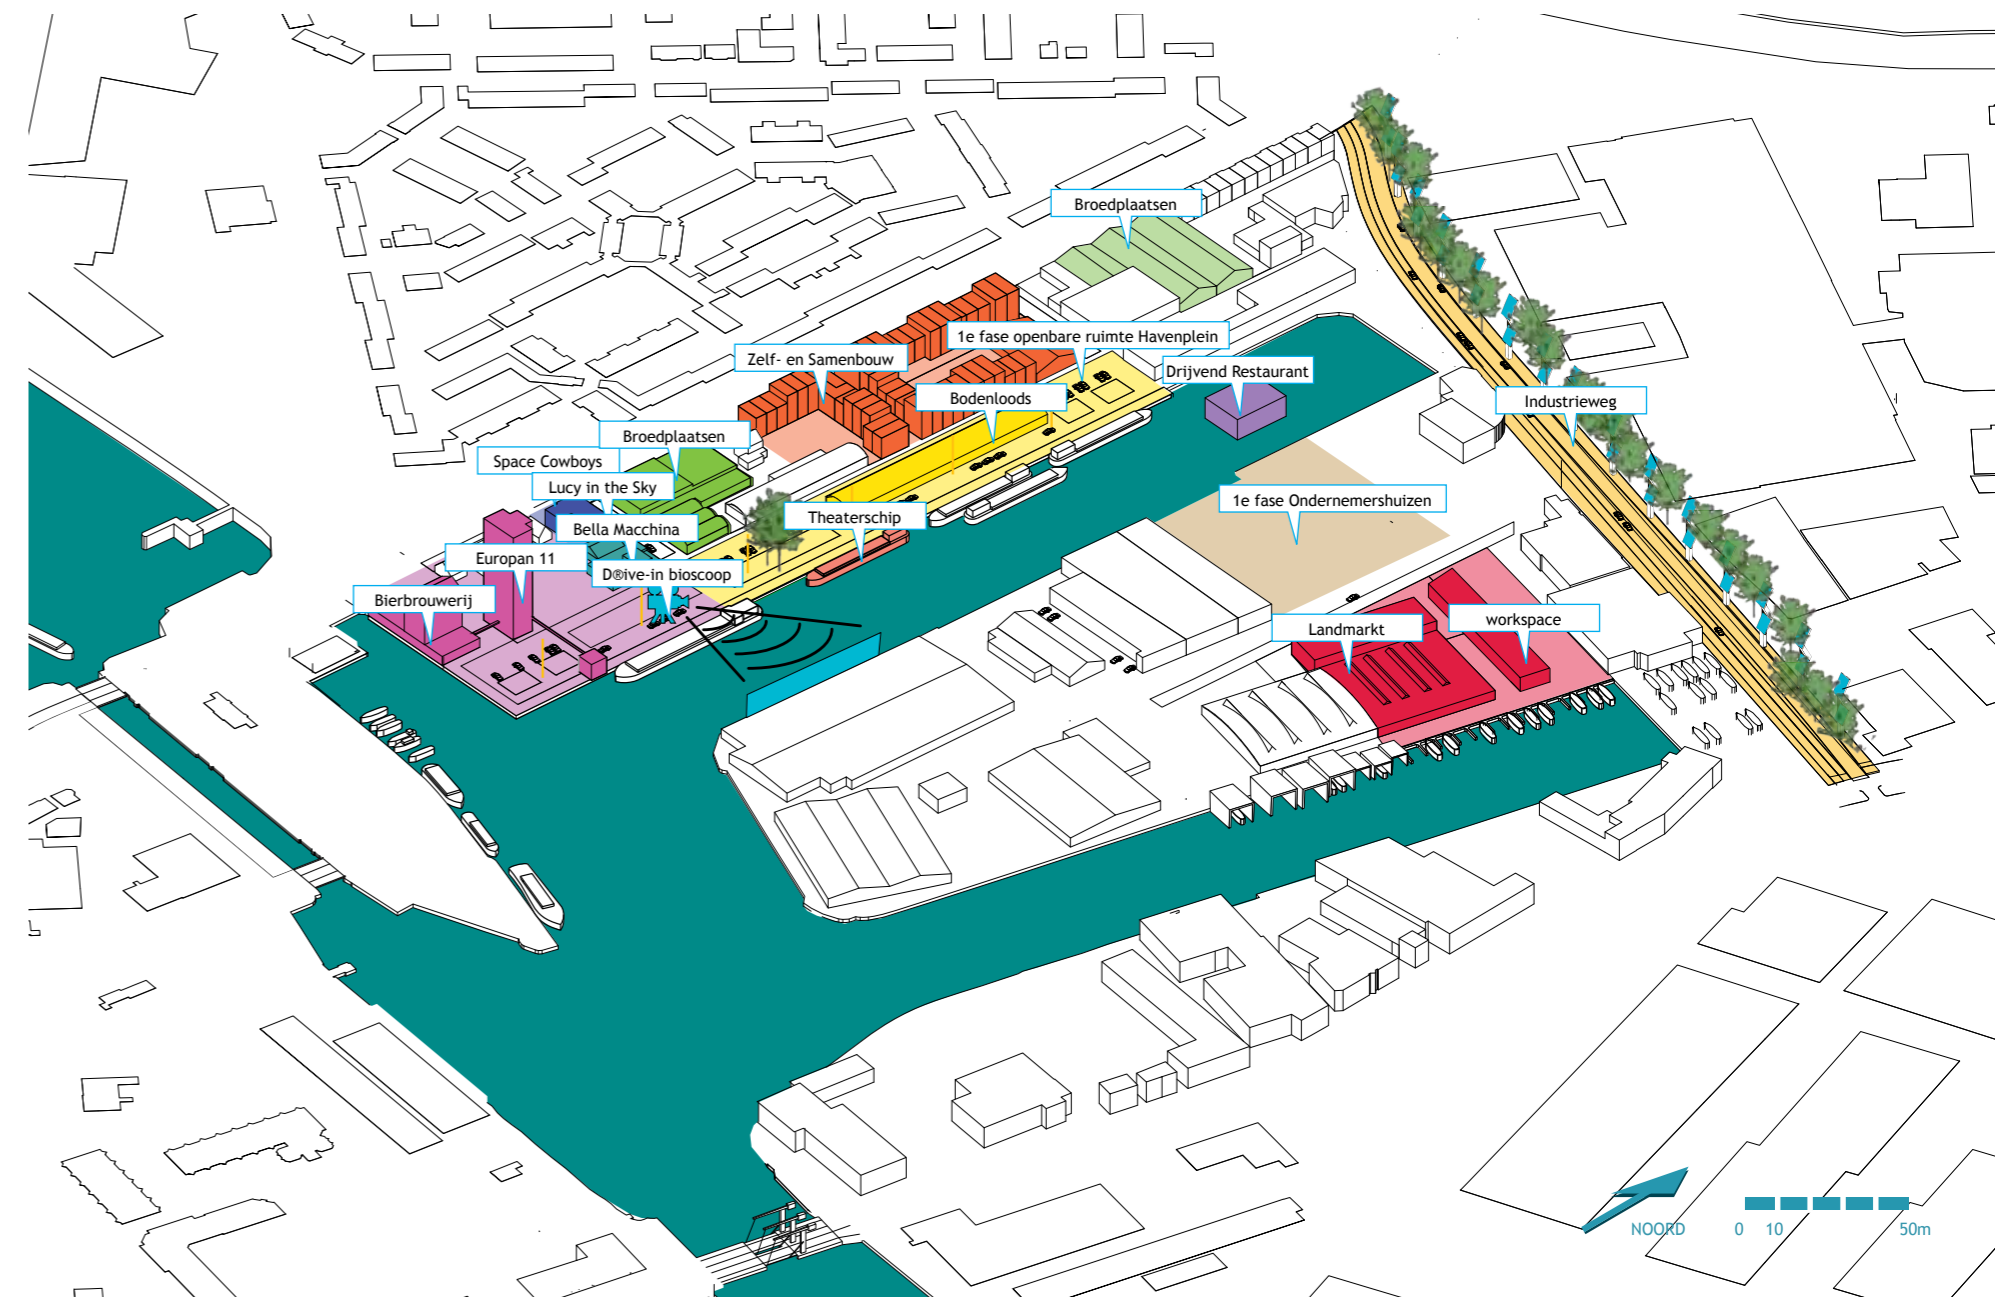 Broedplaatsen
1e fase openbare ruimte Havenplein
Zelf- en Samenbouw
Drijvend Restaurant
Bodenloods
Industrieweg
Broedplaatsen
Space Cowboys
Lucy in the Sky
1e fase Ondernemershuizen
Theaterschip
Bella Macchina
Europan 11
D®ive-in bioscoop
Bierbrouwerij
workspace
Landmarkt
NOORD
0 10 50m